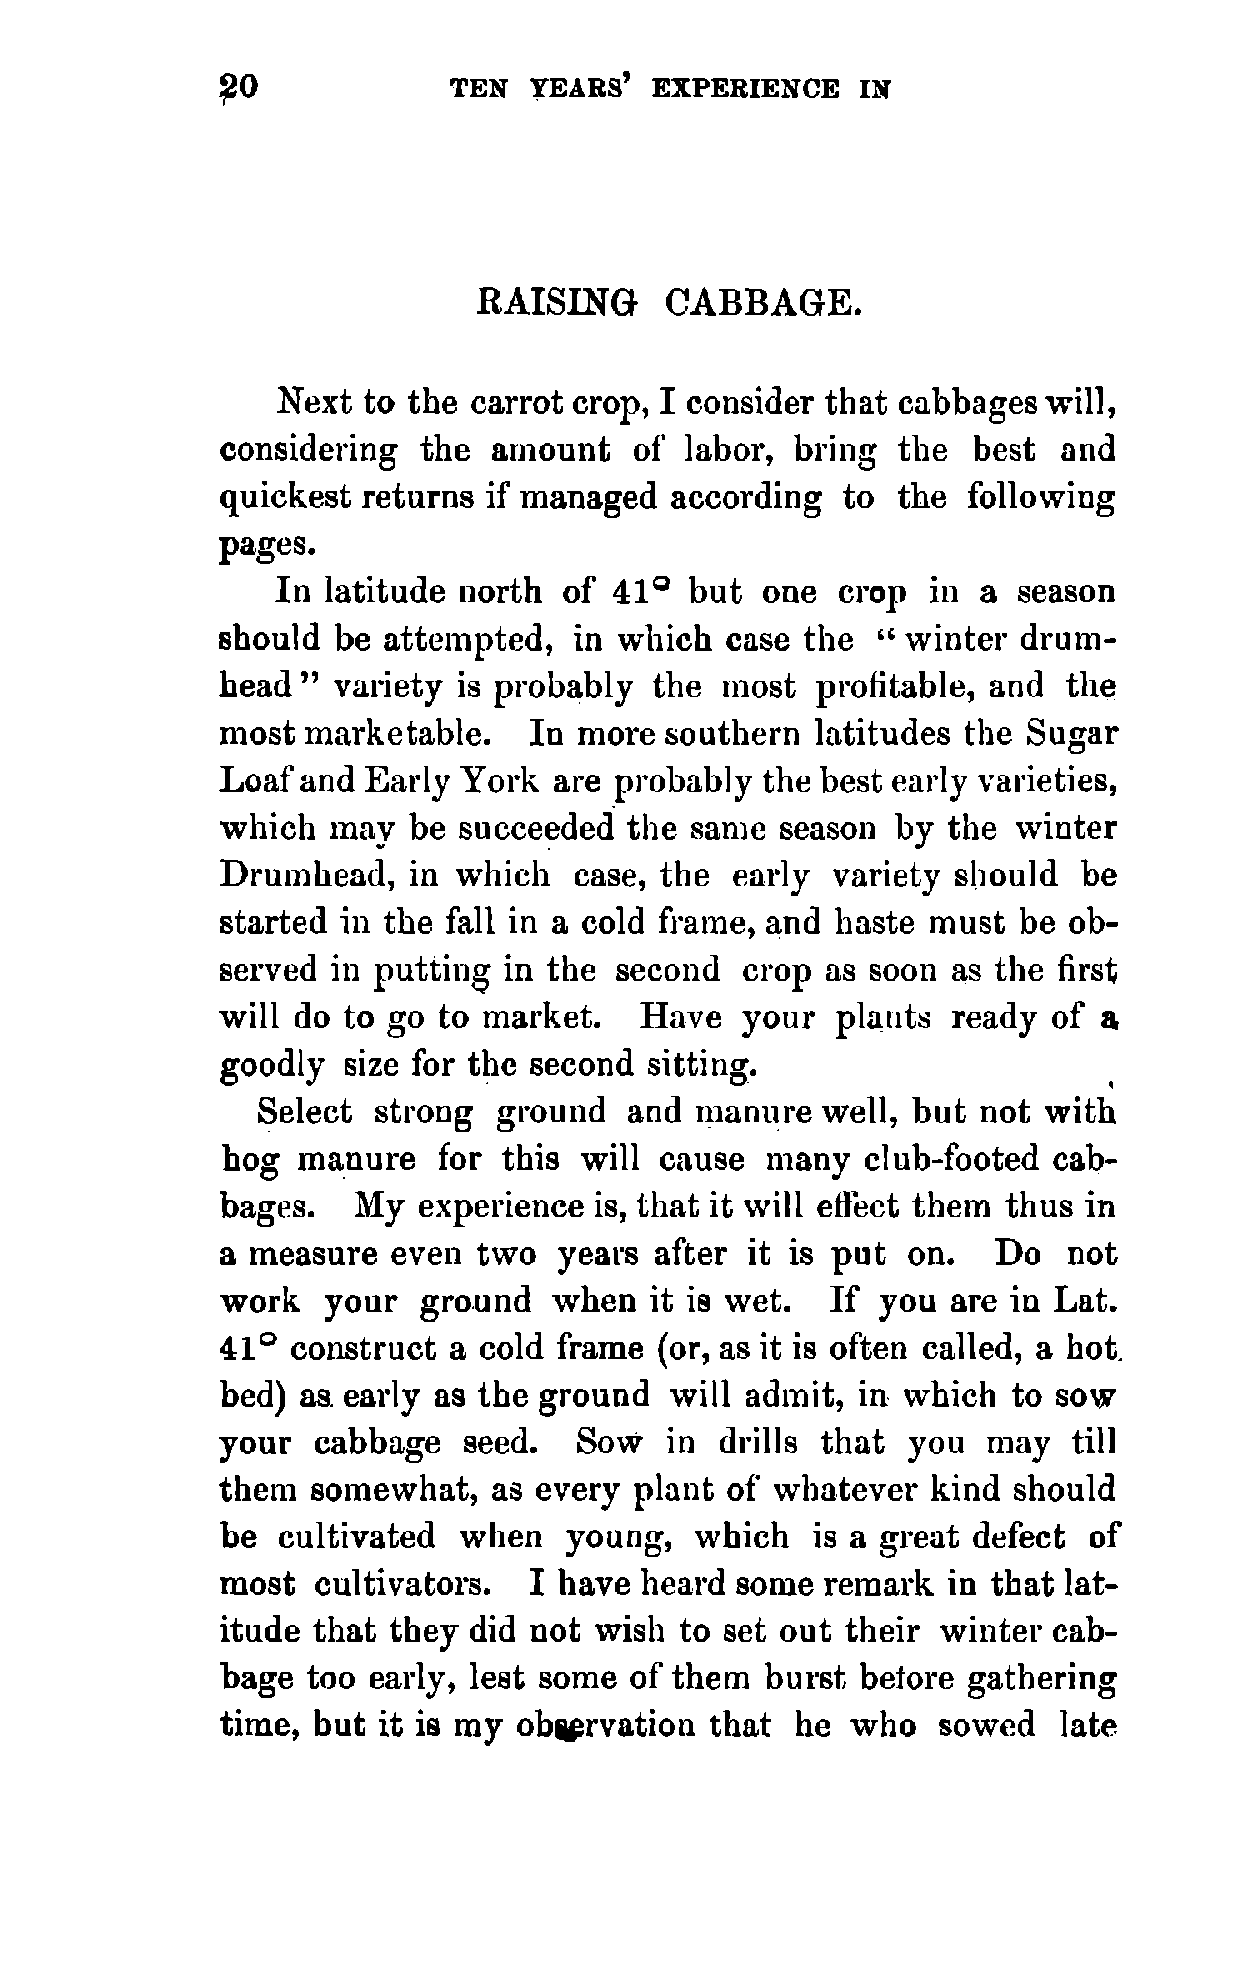 20 TEN YEARS' EXPERIENCE IN
RAISING CABBAGE.
Next to the carrot crop, I consider that cabbages will,
considering the amount of labor, bring the best and
quickest returns if managed according to the following
pages.
In latitude north of 41° but one crop in a season
should be attempted, in which case the "winter drum-
head" variety is probably the most profitable, and the
most marketable. In more southern latitudes the Sugar
Loaf and Early York are probably the best early varieties,
which may be succeeded the same season by the winter
Drumhead, in which case, the early variety should be
started in the fall in a cold frame, and haste must be ob-
served in putting in the second crop as soon as the first
will do to go to market. Have your plants ready of a
goodly size for the second sitting.
Select strong ground and manure well, but not with
hog manure for this will cause many club-footed cab-
bages. My experience is, that it will effect them thus in
a measure even two years after it is put on. Do not
work your ground when it is wet. If you are in Lat.
41° construct a cold frame (or, as it is often called, a hot
bed) as early as the ground will admit, in which to sow
your cabbage seed. Sow in drills that you may till
them somewhat, as every plant of whatever kind should
be cultivated when young, which is a great defect of
most cultivators. I have heard some remark in that lat-
itude that they did not wish to set out their winter cab-
bage too early, lest some of them burst before gathering
time, but it is my observation that he who sowed late